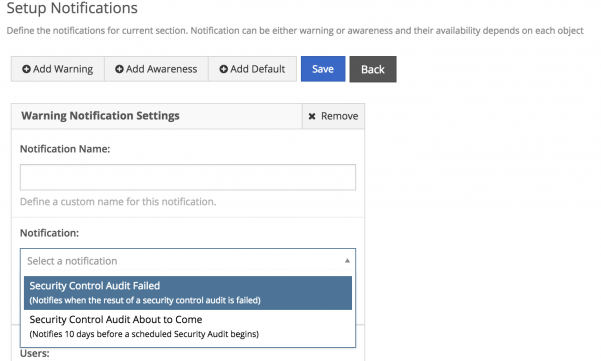 Setup Notifications
Define the notifications for current section. Notification can be either warning or awareness and their availability depends on each object
Add Warning Add Awareness Add Default Save Back
Warning Notification Settings Remove
Notification Name:
Define a custom name for this notification.
Notification:
Select a notification
Security Control Audit Failed
(Notifies when the resut of a security control audit is failed)
Security Control Audit About to Come
(Notifies 10 days before a scheduled Security Audit begins)
Users: